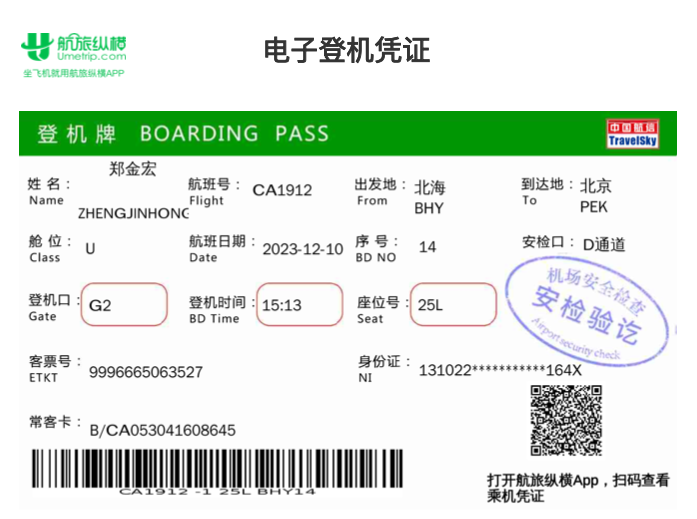 航旅纵横
Umetrip.com
坐飞机就用航旅纵横APP
电子登机凭证
登机牌 BOARDING PASS
中国航信
TravelSky
姓名： 郑金宏 航班号： CA1912 出发地： 北海 到达地： 北京
Name ZHENGJINHONG Flight From BHY To PEK
舱位： U 航班日期： 2023-12-10 序号： 14 安检口： D通道
Class Date BD NO
机场安全检查
安检验讫
Airport security check
登机口： G2 登机时间： 15:13 座位号： 25L
Gate BD Time Seat
客票号： 9996665063527 身份证： 131022***********164X
ETKT NI
常客卡： B/CA053041608645
CA1912 -1 25L BHY14
打开航旅纵横App，扫码查看
乘机凭证